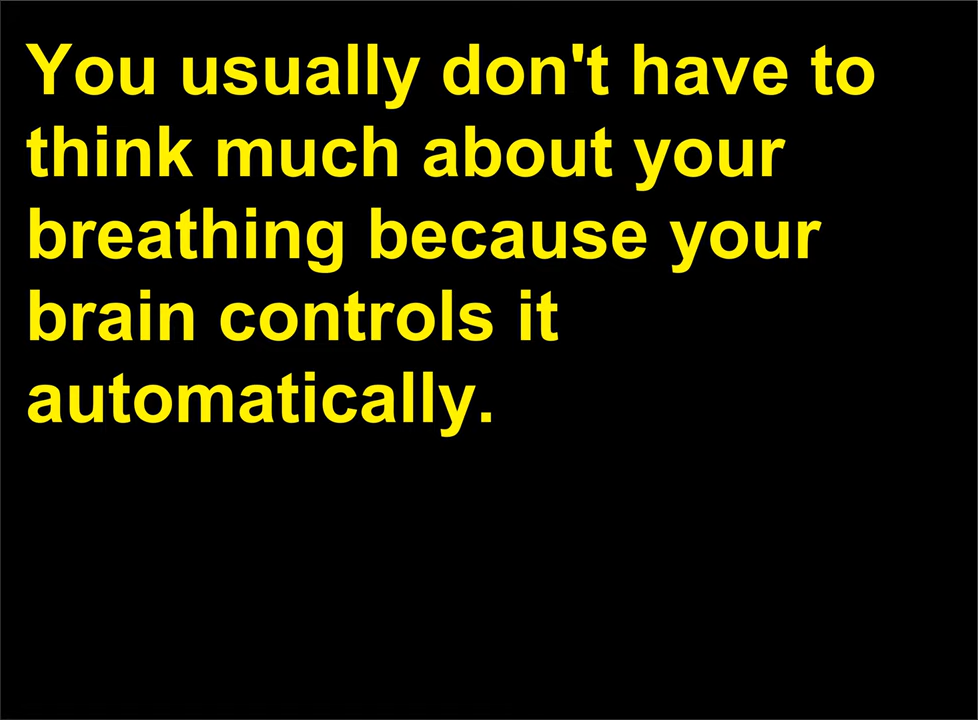 You usually don't have to
think much about your
breathing because your
brain controls it
automatically.